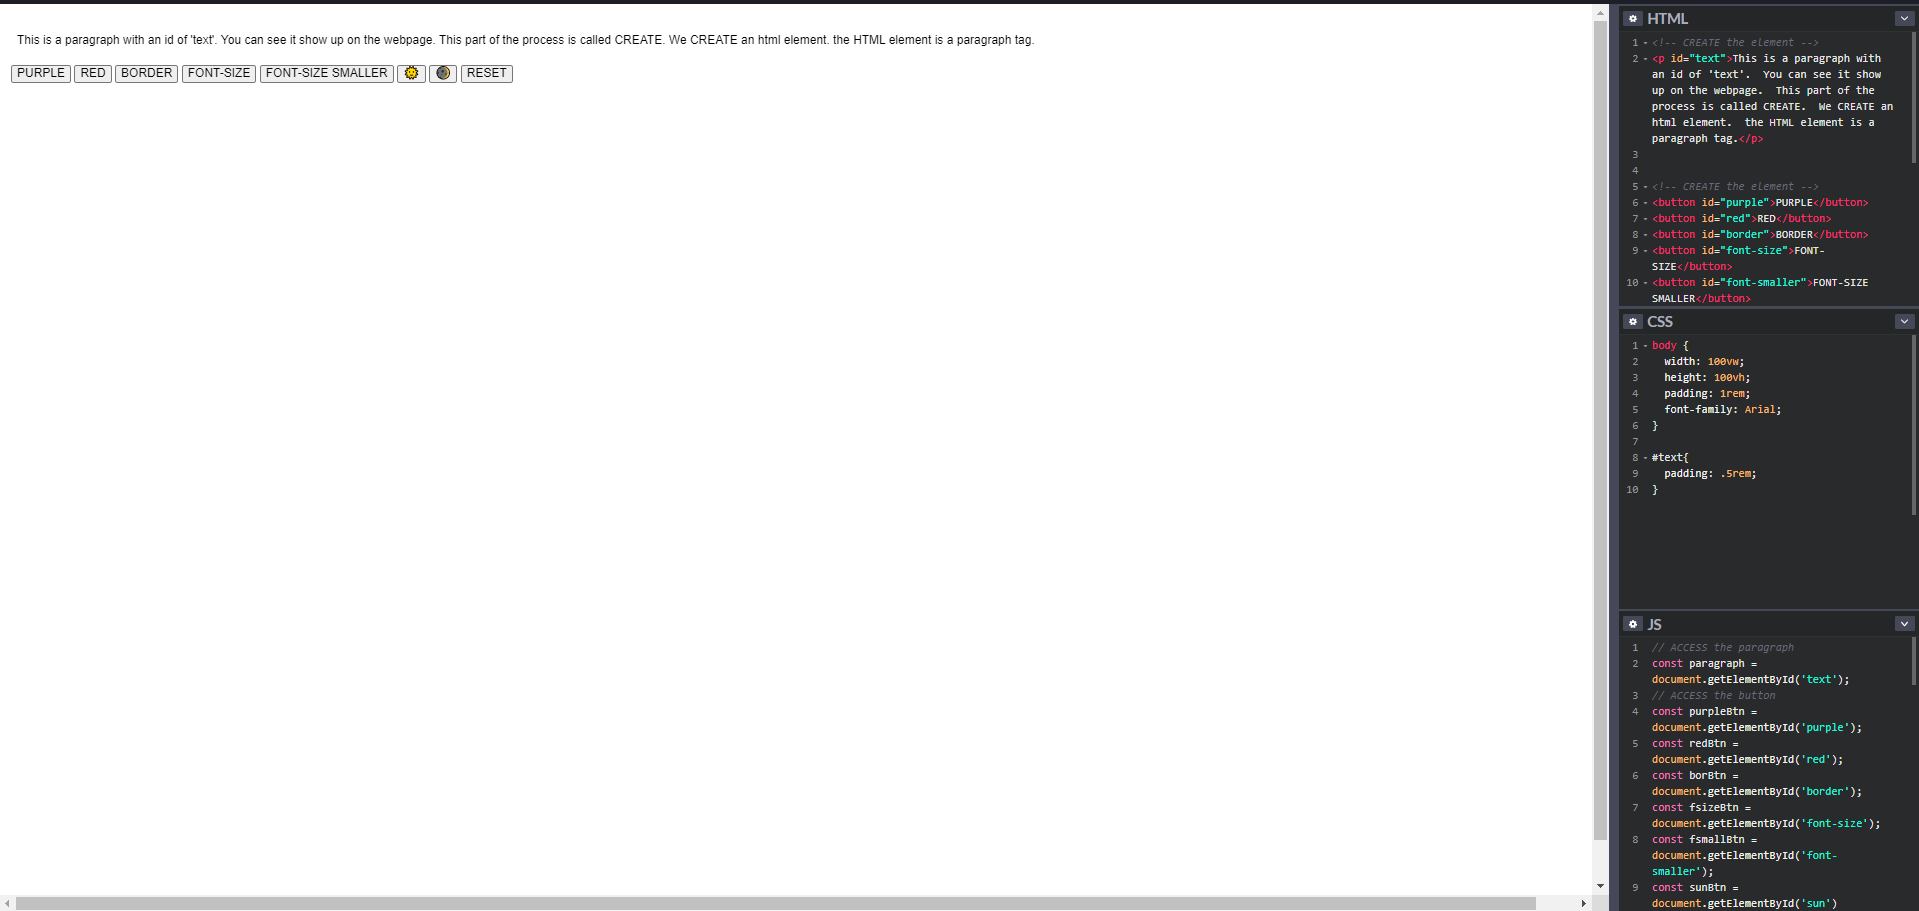 This is a paragraph with an id of 'text'. You can see it show up on the webpage. This part of the process is called CREATE. We CREATE an html element. the HTML element is a paragraph tag.
PURPLE RED BORDER FONT-SIZE FONT-SIZE SMALLER 🌞 🌚 RESET
HTML
1 <!-- CREATE the element -->
2 <p id="text">This is a paragraph with
an id of 'text'.  You can see it show
up on the webpage.  This part of the
process is called CREATE.  We CREATE an
html element.  the HTML element is a
paragraph tag.</p>
3
4
5 <!-- CREATE the element -->
6 <button id="purple">PURPLE</button>
7 <button id="red">RED</button>
8 <button id="border">BORDER</button>
9 <button id="font-size">FONT-
SIZE</button>
10 <button id="font-smaller">FONT-SIZE
SMALLER</button>
CSS
1 body {
2 width: 100vw;
3 height: 100vh;
4 padding: 1rem;
5 font-family: Arial;
6 }
7
8 #text{
9 padding: .5rem;
10 }
JS
1 // ACCESS the paragraph
2 const paragraph =
document.getElementById('text');
3 // ACCESS the button
4 const purpleBtn =
document.getElementById('purple');
5 const redBtn =
document.getElementById('red');
6 const borBtn =
document.getElementById('border');
7 const fsizeBtn =
document.getElementById('font-size');
8 const fsmallBtn =
document.getElementById('font-
smaller');
9 const sunBtn =
document.getElementById('sun')